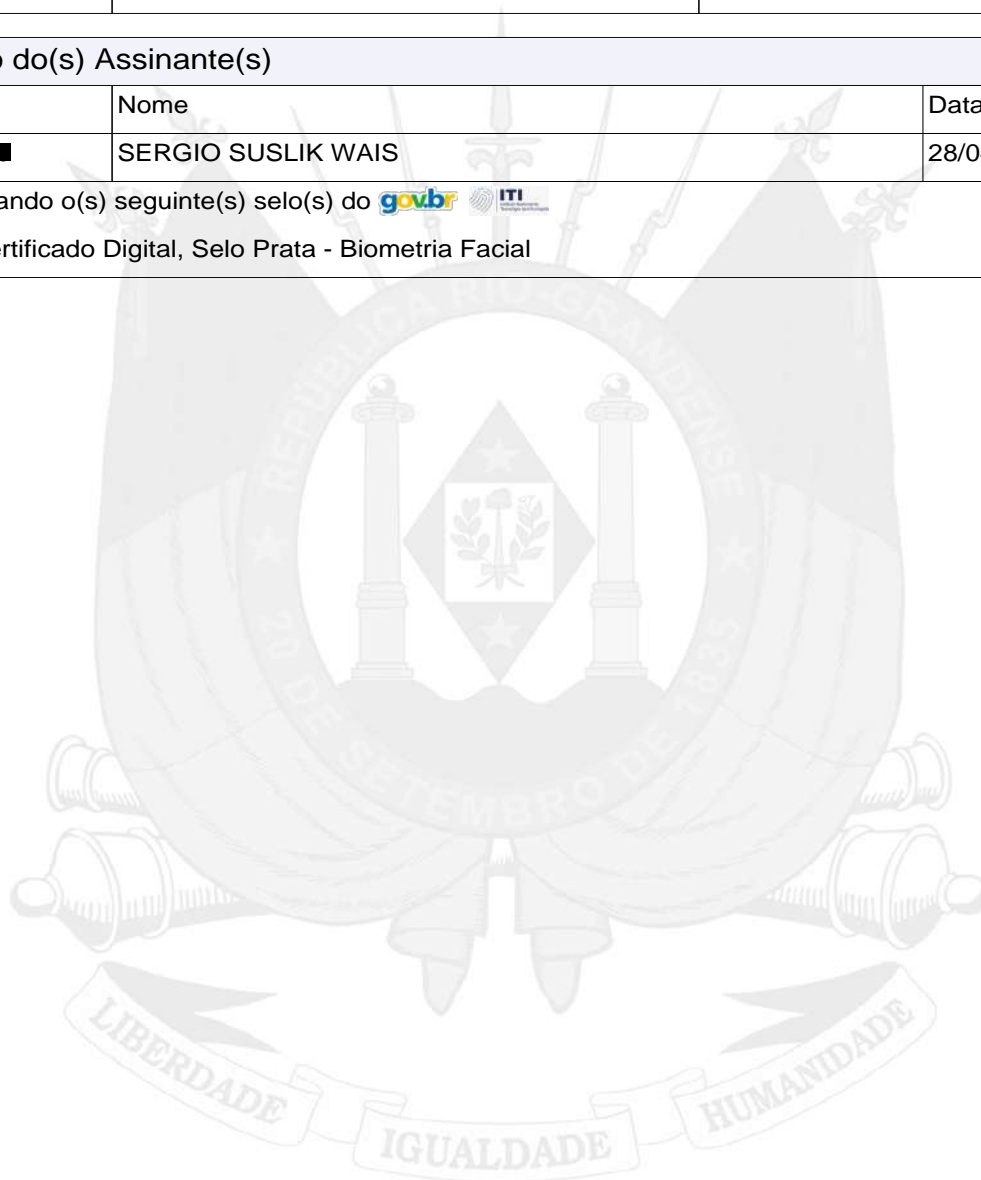 do(s) Assinante(s)
Nome Data
SERGIO SUSLIK WAIS 28/0
ando o(s) seguinte(s) selo(s) do gov.br ITI
ertificado Digital, Selo Prata - Biometria Facial
REPÚBLICA RIO-GRANDENSE
20 DE SETEMBRO DE 1835
LIBERDADE IGUALDADE HUMANIDADE